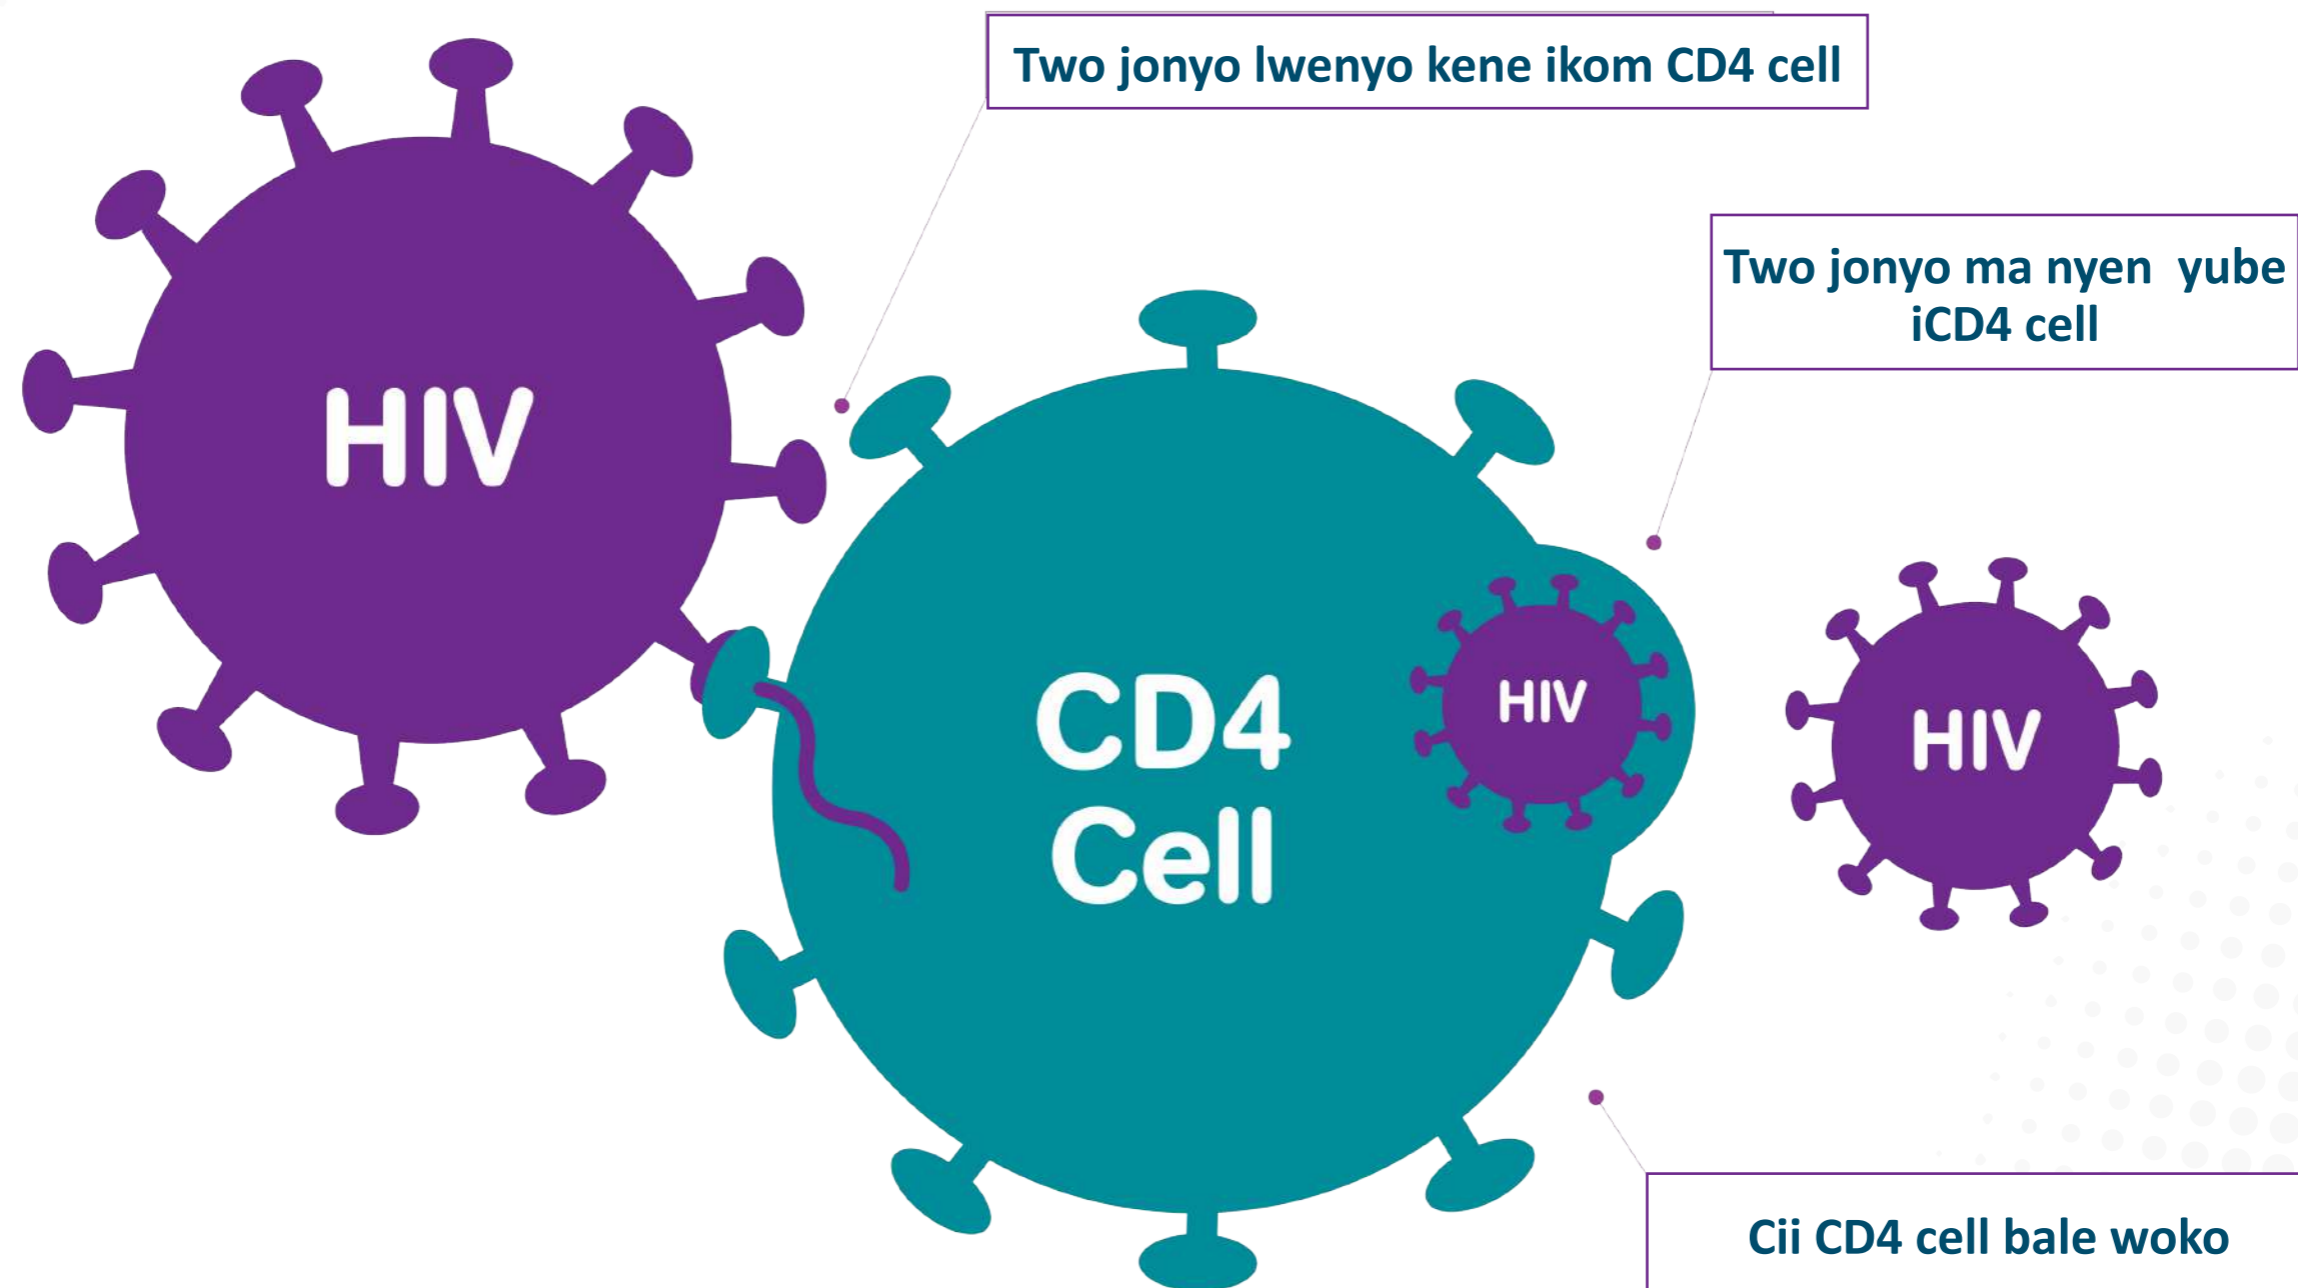 Two jonyo lwenyo kene ikom CD4 cell
Two jonyo ma nyen yube
iCD4 cell
HIV
CD4
Cell
HIV
HIV
Cii CD4 cell bale woko